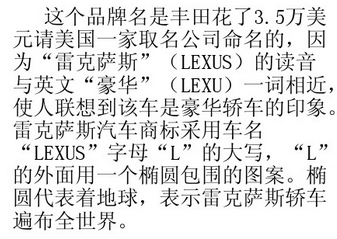 这个品牌名是丰田花了3.5万美
元请美国一家取名公司命名的，因
为“雷克萨斯”（LEXUS）的读音
与英文“豪华”（LEXU）一词相近，
使人联想到该车是豪华轿车的印象。
雷克萨斯汽车商标采用车名
“LEXUS”字母“L”的大写，“L”
的外面用一个椭圆包围的图案。椭
圆代表着地球，表示雷克萨斯轿车
遍布全世界。